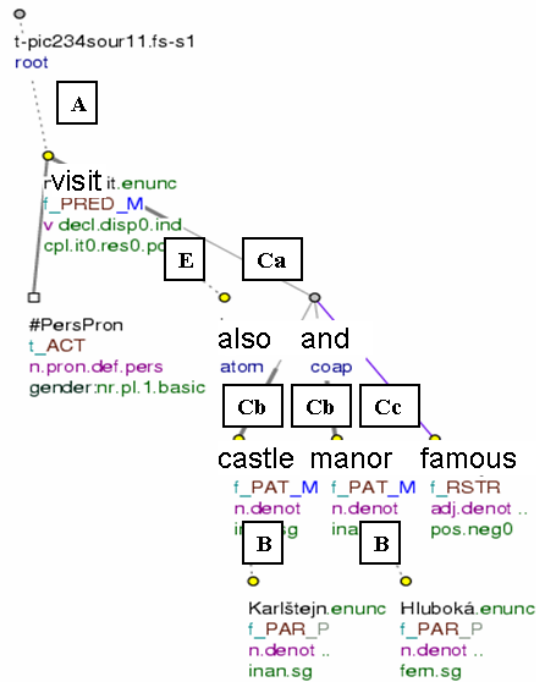 t-pic234sour11.fs-s1
root
A
visit it.enunc
f_PRED_M
v decl.disp0.ind
cpl.it0.res0.po
E Ca
#PersPron
t_ACT
n.pron.def.pers
gender:nr.pl.1.basic
also and
atom coap
Cb Cb Cc
castle manor famous
f_PAT_M f_PAT_M f_RSTR
n.denot n.denot adj.denot ..
sg ina pos.neg0
B B
Karlštejn.enunc Hluboká.enunc
f_PAR_P f_PAR_P
n.denot .. n.denot ..
inan.sg fem.sg